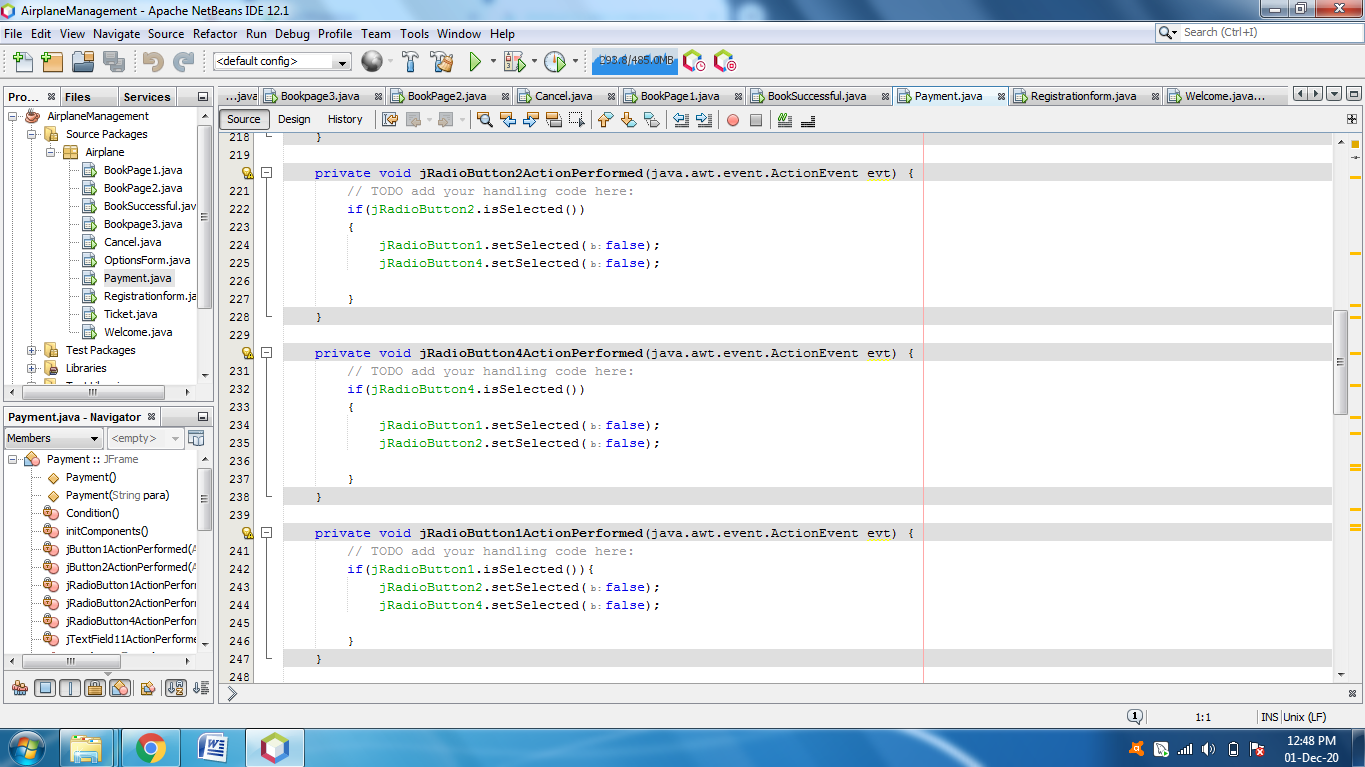 AirplaneManagement - Apache NetBeans IDE 12.1
File Edit View Navigate Source Refactor Run Debug Profile Team Tools Window Help
Search (Ctrl+I)
<default config>
485.0MB
Pro... Files Services
...java Bookpage3.java BookPage2.java Cancel.java BookPage1.java BookSuccessful.java Payment.java Registrationform.java Welcome.java...
Source Design History
AirplaneManagement
Source Packages
Airplane
BookPage1.java
BookPage2.java
BookSuccessful.jav
Bookpage3.java
Cancel.java
OptionsForm.java
Payment.java
Registrationform.ja
Ticket.java
Welcome.java
Test Packages
Libraries
Payment.java - Navigator
Members <empty>
Payment :: JFrame
Payment()
Payment(String para)
Condition()
initComponents()
jButton1ActionPerformed(A
jButton2ActionPerformed(A
jRadioButton1ActionPerfor
jRadioButton2ActionPerfor
jRadioButton4ActionPerfor
jTextField11ActionPerforme
218 }
219
private void jRadioButton2ActionPerformed(java.awt.event.ActionEvent evt) {
221 // TODO add your handling code here:
222 if(jRadioButton2.isSelected())
223 {
224 jRadioButton1.setSelected(b:false);
225 jRadioButton4.setSelected(b:false);
226
227 }
228 }
229
private void jRadioButton4ActionPerformed(java.awt.event.ActionEvent evt) {
231 // TODO add your handling code here:
232 if(jRadioButton4.isSelected())
233 {
234 jRadioButton1.setSelected(b:false);
235 jRadioButton2.setSelected(b:false);
236
237 }
238 }
239
private void jRadioButton1ActionPerformed(java.awt.event.ActionEvent evt) {
241 // TODO add your handling code here:
242 if(jRadioButton1.isSelected()){
243 jRadioButton2.setSelected(b:false);
244 jRadioButton4.setSelected(b:false);
245
246 }
247 }
248
1 1:1 INS Unix (LF)
12:48 PM
01-Dec-20